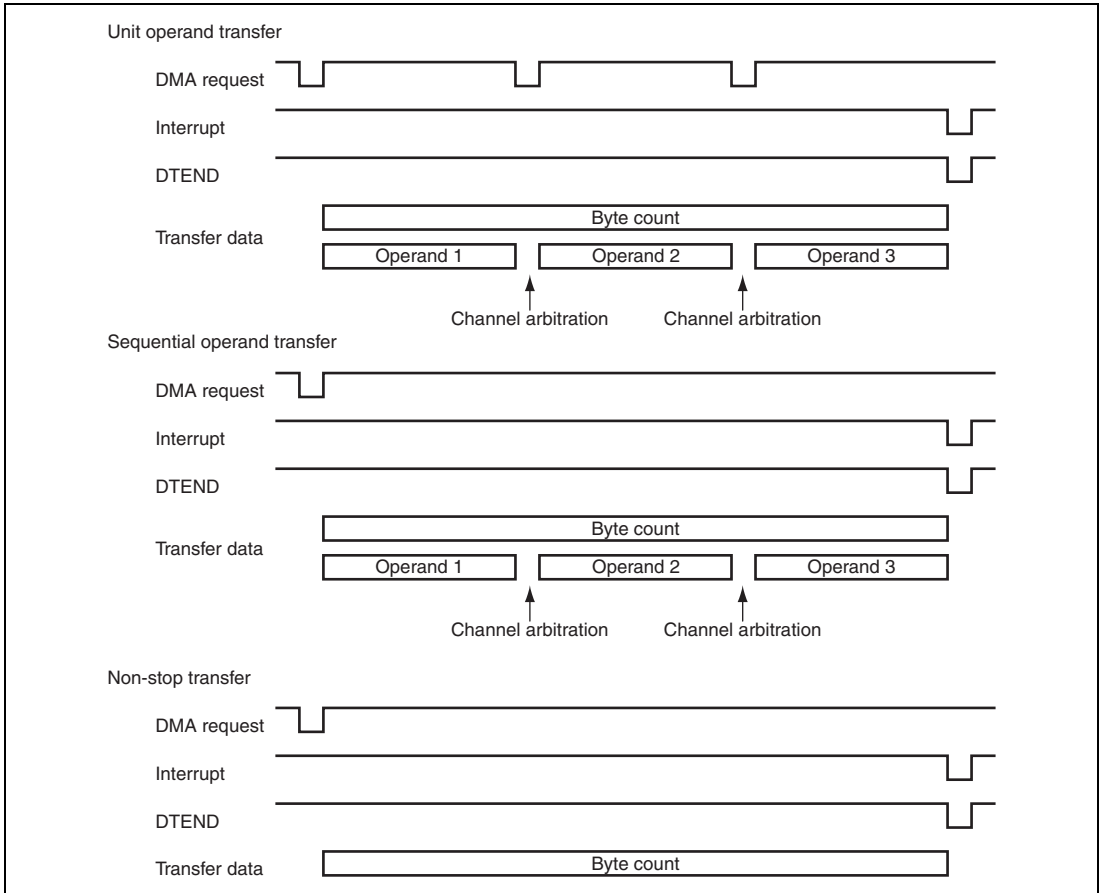 Unit operand transfer
DMA request
Interrupt
DTEND
Byte count
Transfer data
Operand 1 Operand 2 Operand 3
Channel arbitration Channel arbitration
Sequential operand transfer
DMA request
Interrupt
DTEND
Byte count
Transfer data
Operand 1 Operand 2 Operand 3
Channel arbitration Channel arbitration
Non-stop transfer
DMA request
Interrupt
DTEND
Transfer data Byte count